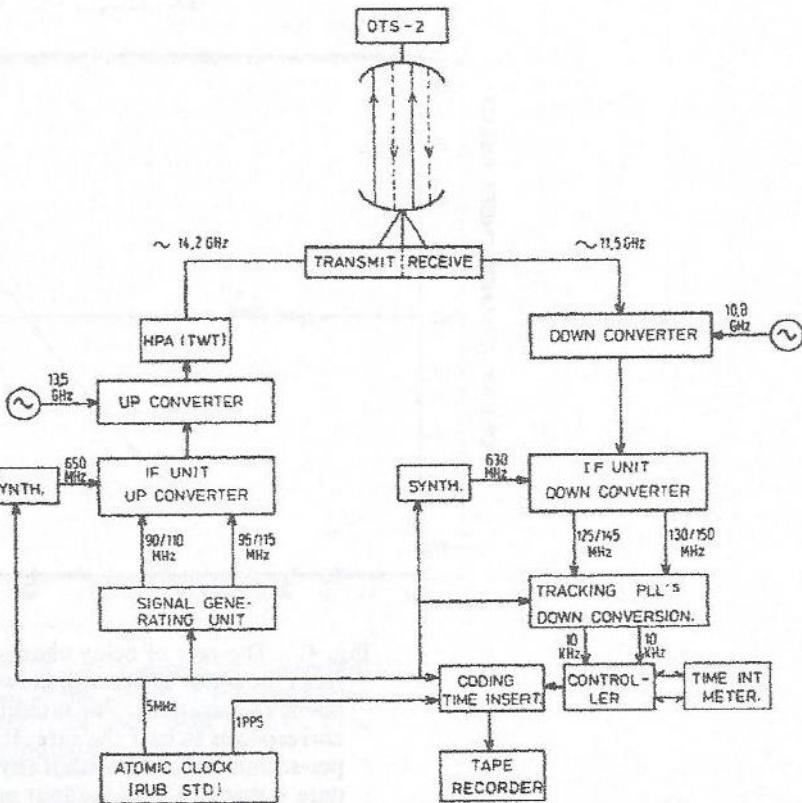 OTS-2
~ 14,2 GHz
~ 11,5 GHz
TRANSMIT RECEIVE
HPA (TWT)
DOWN CONVERTER
10,8
GHz
13,5
GHz
UP CONVERTER
650
MHz
IF UNIT
UP CONVERTER
YNTH.
SYNTH.
630
MHz
IF UNIT
DOWN CONVERTER
90/110
MHz
95/115
MHz
125/145
MHz
130/150
MHz
SIGNAL GENE-
RATING UNIT
TRACKING PLL'S
DOWN CONVERSION.
10
KHz
10
KHz
CODING
TIME INSERT.
CONTROL-
LER
TIME INT
METER.
5MHz
1PPS
ATOMIC CLOCK
(RUB STD)
TAPE
RECORDER